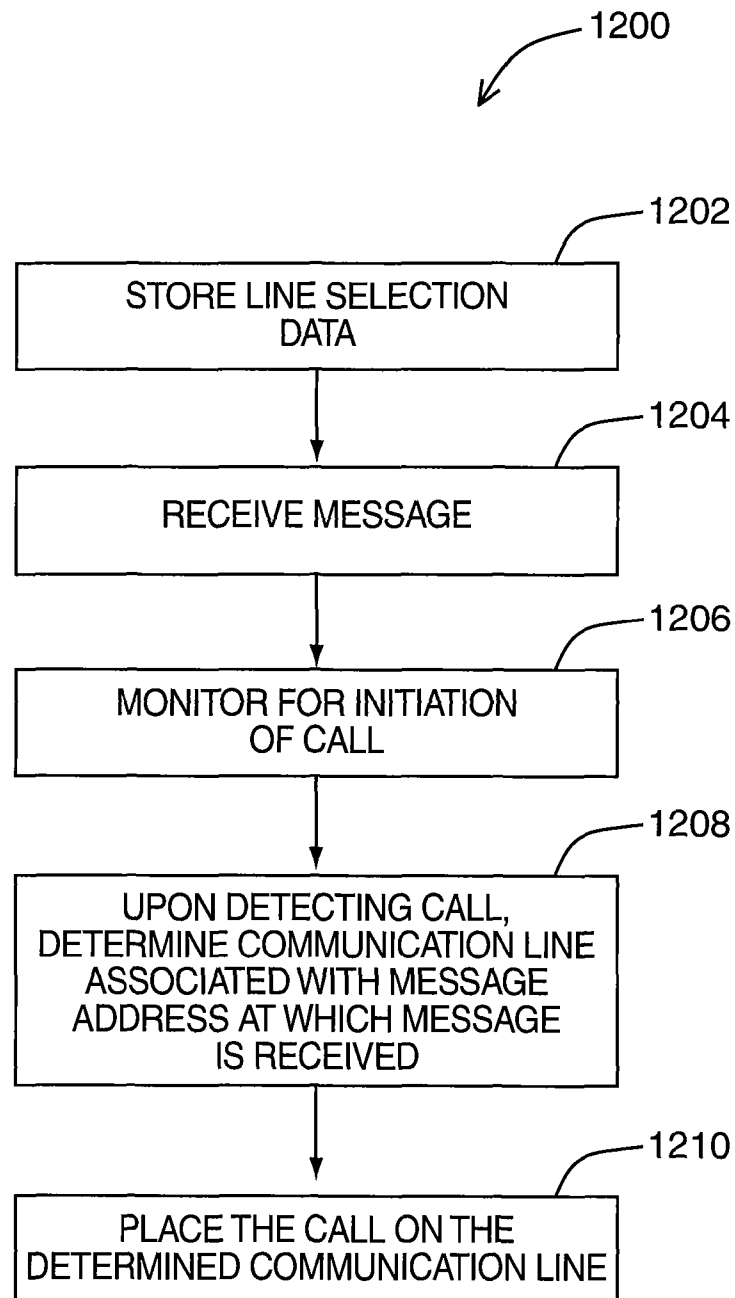 1200
1202
STORE LINE SELECTION
DATA
1204
RECEIVE MESSAGE
1206
MONITOR FOR INITIATION
OF CALL
1208
UPON DETECTING CALL,
DETERMINE COMMUNICATION LINE
ASSOCIATED WITH MESSAGE
ADDRESS AT WHICH MESSAGE
IS RECEIVED
1210
PLACE THE CALL ON THE
DETERMINED COMMUNICATION LINE